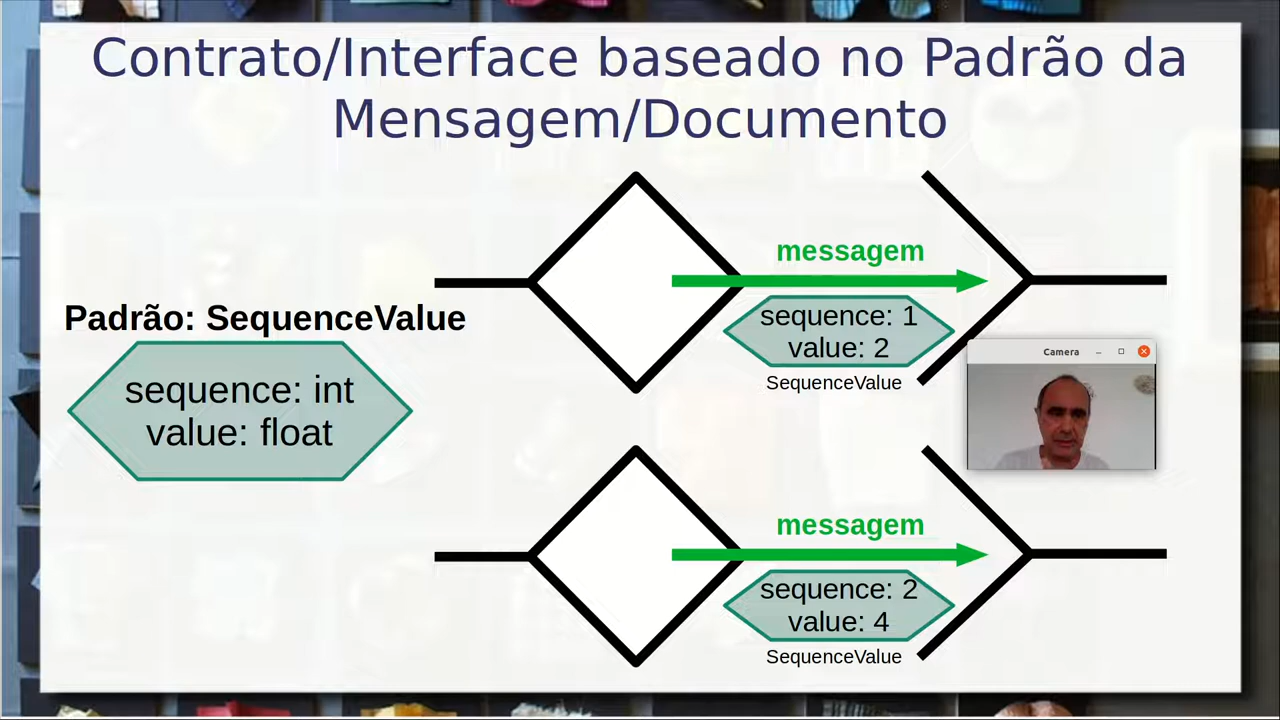 Contrato/Interface baseado no Padrão da
Mensagem/Documento
Padrão: SequenceValue
sequence: int
value: float
messagem
sequence: 1
value: 2
SequenceValue
Camera
messagem
sequence: 2
value: 4
SequenceValue